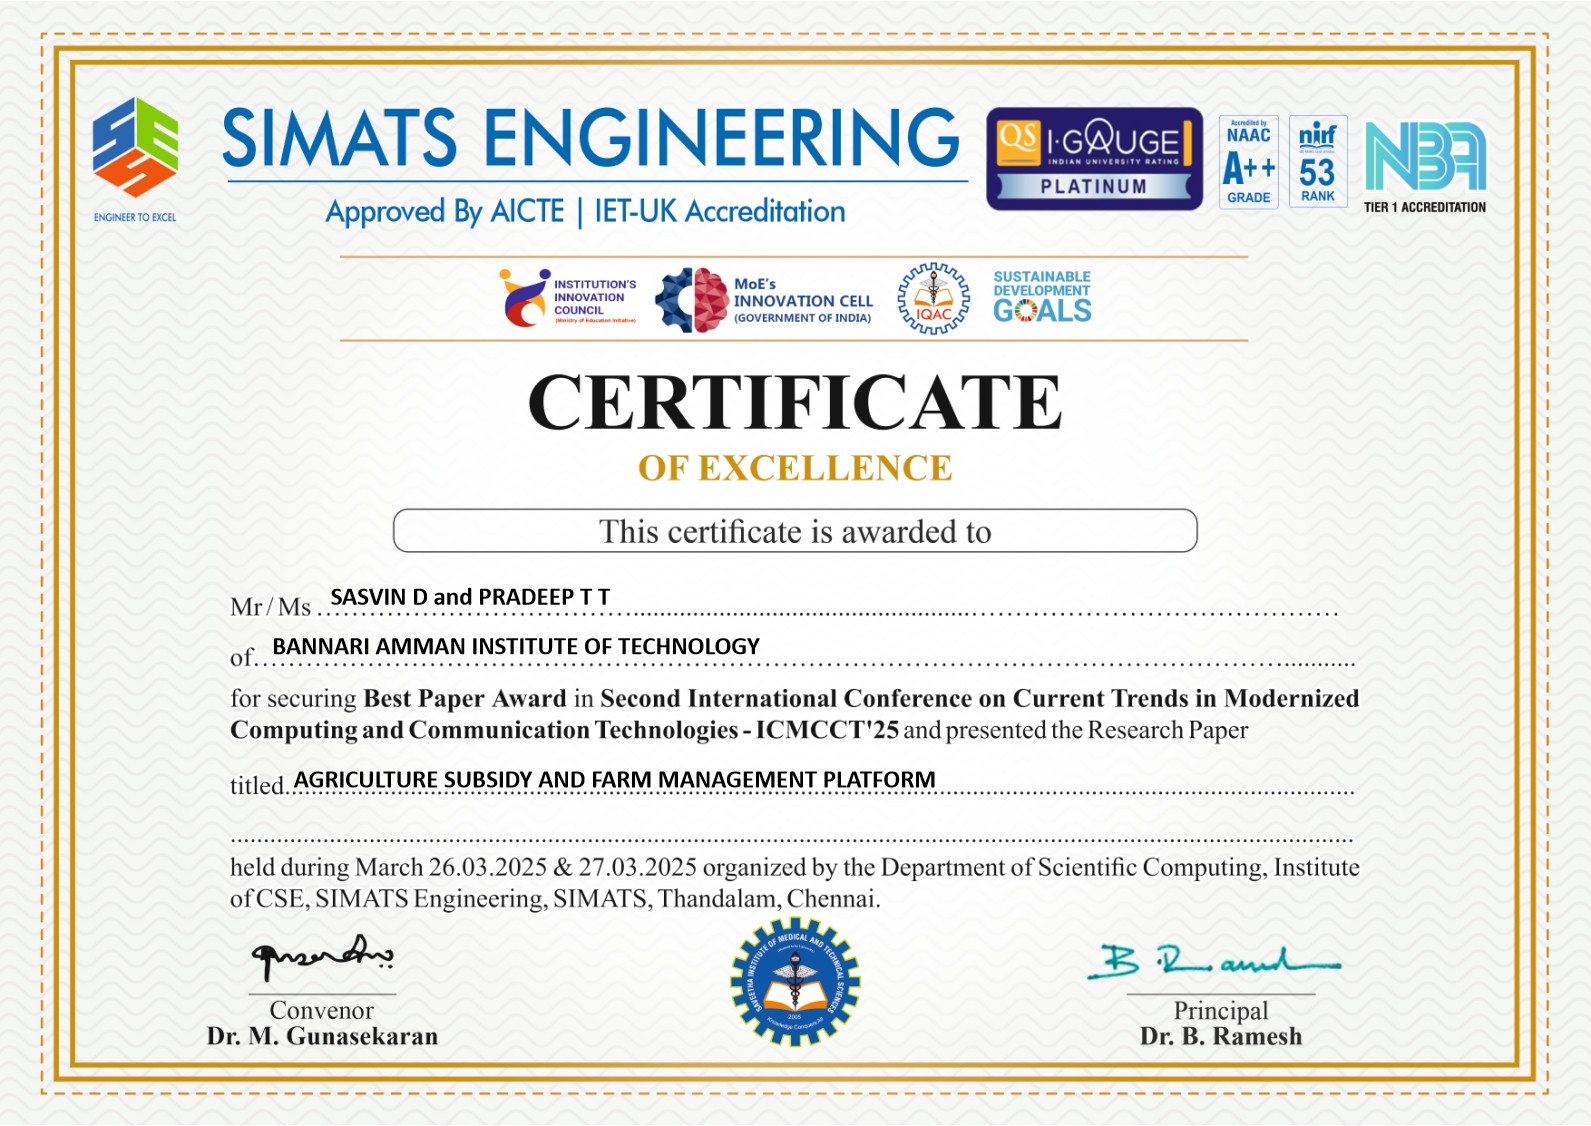 SIMATS ENGINEERING
Approved By AICTE | IET-UK Accreditation
ENGINEER TO EXCEL
QS I·GAUGE
INDIAN UNIVERSITY RATING
PLATINUM
Accredited by
NAAC
A++
GRADE
nirf
53
RANK
NBA
TIER 1 ACCREDITATION
INSTITUTION'S
INNOVATION
COUNCIL
(Ministry of Education Initiative)
MoE's
INNOVATION CELL
(GOVERNMENT OF INDIA)
IQAC
SUSTAINABLE
DEVELOPMENT
GOALS
CERTIFICATE
OF EXCELLENCE
This certificate is awarded to
Mr/Ms SASVIN D and PRADEEP T T
of BANNARI AMMAN INSTITUTE OF TECHNOLOGY
for securing Best Paper Award in Second International Conference on Current Trends in Modernized
Computing and Communication Technologies - ICMCCT'25 and presented the Research Paper
titled AGRICULTURE SUBSIDY AND FARM MANAGEMENT PLATFORM
held during March 26.03.2025 & 27.03.2025 organized by the Department of Scientific Computing, Institute
of CSE, SIMATS Engineering, SIMATS, Thandalam, Chennai.
SAVEETHA INSTITUTE OF MEDICAL AND TECHNICAL SCIENCES
2005
Knowledge Conquers All
Convenor
Dr. M. Gunasekaran
B. Ramesh
Principal
Dr. B. Ramesh